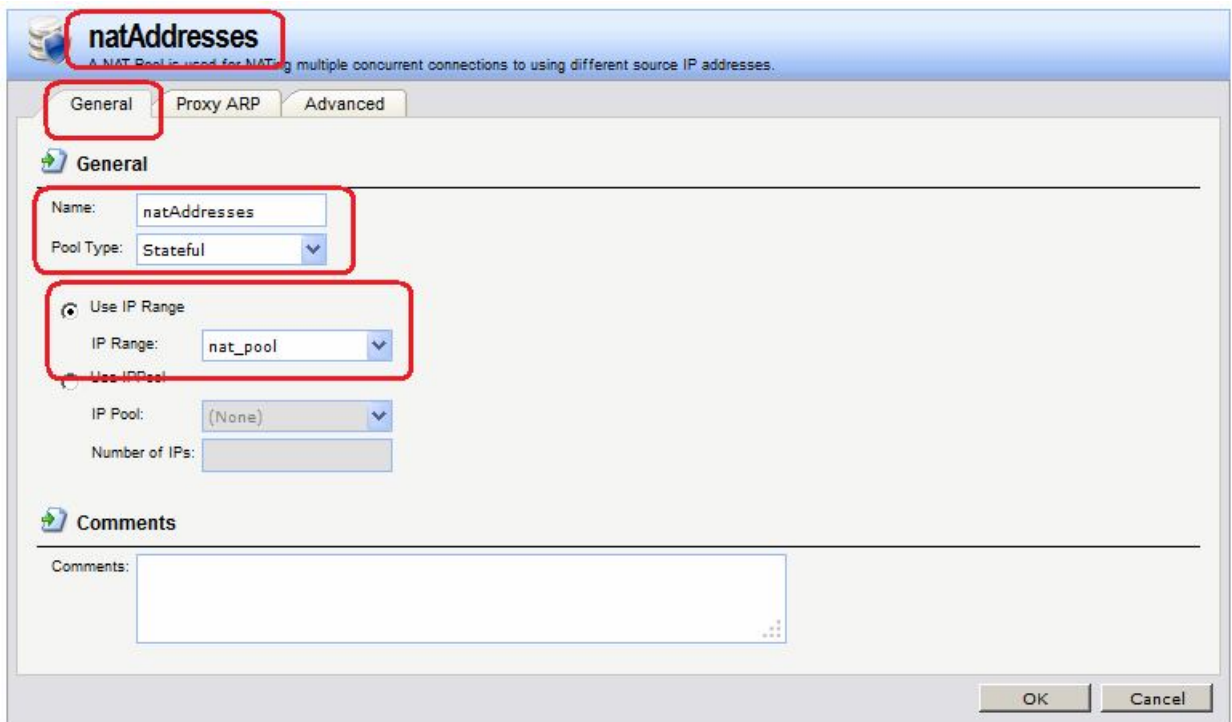 natAddresses
A NAT Pool is used for NATing multiple concurrent connections to using different source IP addresses.
General Proxy ARP Advanced
General
Name: natAddresses
Pool Type: Stateful
Use IP Range
IP Range: nat_pool
Use IPPool
IP Pool: (None)
Number of IPs:
Comments
Comments:
OK Cancel